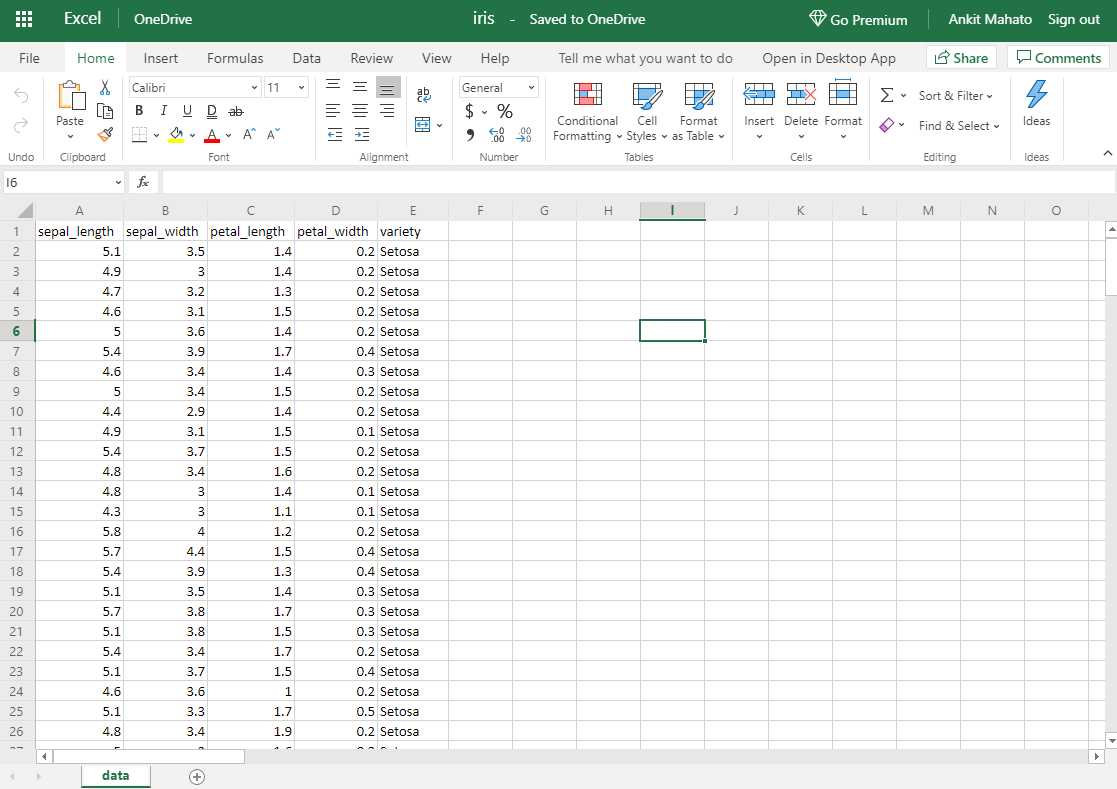 Excel OneDrive iris - Saved to OneDrive Go Premium Ankit Mahato Sign out
File Home Insert Formulas Data Review View Help Tell me what you want to do Open in Desktop App Share Comments
Calibri 11 General
Paste B I U D ab $ % Conditional Formatting Cell Styles Format as Table Insert Delete Format Σ Sort & Filter Find & Select Ideas
Undo Clipboard Font Alignment Number Tables Cells Editing Ideas
I6 fx
A B C D E F G H I J K L M N O
1 sepal_length sepal_width petal_length petal_width variety
2 5.1 3.5 1.4 0.2 Setosa
3 4.9 3 1.4 0.2 Setosa
4 4.7 3.2 1.3 0.2 Setosa
5 4.6 3.1 1.5 0.2 Setosa
6 5 3.6 1.4 0.2 Setosa
7 5.4 3.9 1.7 0.4 Setosa
8 4.6 3.4 1.4 0.3 Setosa
9 5 3.4 1.5 0.2 Setosa
10 4.4 2.9 1.4 0.2 Setosa
11 4.9 3.1 1.5 0.1 Setosa
12 5.4 3.7 1.5 0.2 Setosa
13 4.8 3.4 1.6 0.2 Setosa
14 4.8 3 1.4 0.1 Setosa
15 4.3 3 1.1 0.1 Setosa
16 5.8 4 1.2 0.2 Setosa
17 5.7 4.4 1.5 0.4 Setosa
18 5.4 3.9 1.3 0.4 Setosa
19 5.1 3.5 1.4 0.3 Setosa
20 5.7 3.8 1.7 0.3 Setosa
21 5.1 3.8 1.5 0.3 Setosa
22 5.4 3.4 1.7 0.2 Setosa
23 5.1 3.7 1.5 0.4 Setosa
24 4.6 3.6 1 0.2 Setosa
25 5.1 3.3 1.7 0.5 Setosa
26 4.8 3.4 1.9 0.2 Setosa
data